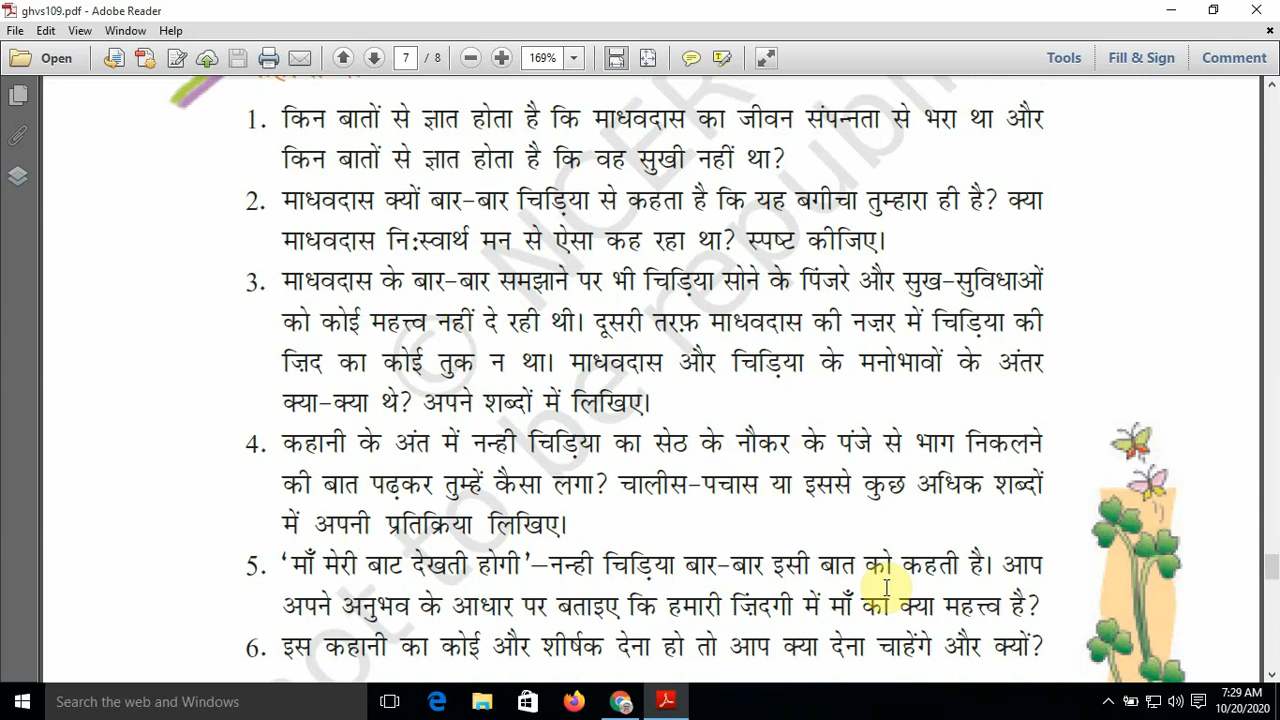 ghvs109.pdf - Adobe Reader
File Edit View Window Help
Open 7 / 8 169% Tools Fill & Sign Comment
1. किन बातों से ज्ञात होता है कि माधवदास का जीवन संपन्नता से भरा था और
किन बातों से ज्ञात होता है कि वह सुखी नहीं था?
2. माधवदास क्यों बार-बार चिड़िया से कहता है कि यह बगीचा तुम्हारा ही है? क्या
माधवदास नि:स्वार्थ मन से ऐसा कह रहा था? स्पष्ट कीजिए।
3. माधवदास के बार-बार समझाने पर भी चिड़िया सोने के पिंजरे और सुख-सुविधाओं
को कोई महत्त्व नहीं दे रही थी। दूसरी तरफ़ माधवदास की नज़र में चिड़िया की
ज़िद का कोई तुक न था। माधवदास और चिड़िया के मनोभावों के अंतर
क्या-क्या थे? अपने शब्दों में लिखिए।
4. कहानी के अंत में नन्ही चिड़िया का सेठ के नौकर के पंजे से भाग निकलने
की बात पढ़कर तुम्हें कैसा लगा? चालीस-पचास या इससे कुछ अधिक शब्दों
में अपनी प्रतिक्रिया लिखिए।
5. ‘माँ मेरी बाट देखती होगी’–नन्ही चिड़िया बार-बार इसी बात को कहती है। आप
अपने अनुभव के आधार पर बताइए कि हमारी ज़िंदगी में माँ का क्या महत्त्व है?
6. इस कहानी का कोई और शीर्षक देना हो तो आप क्या देना चाहेंगे और क्यों?
© NCER
not to be republi
Search the web and Windows
7:29 AM
10/20/2020